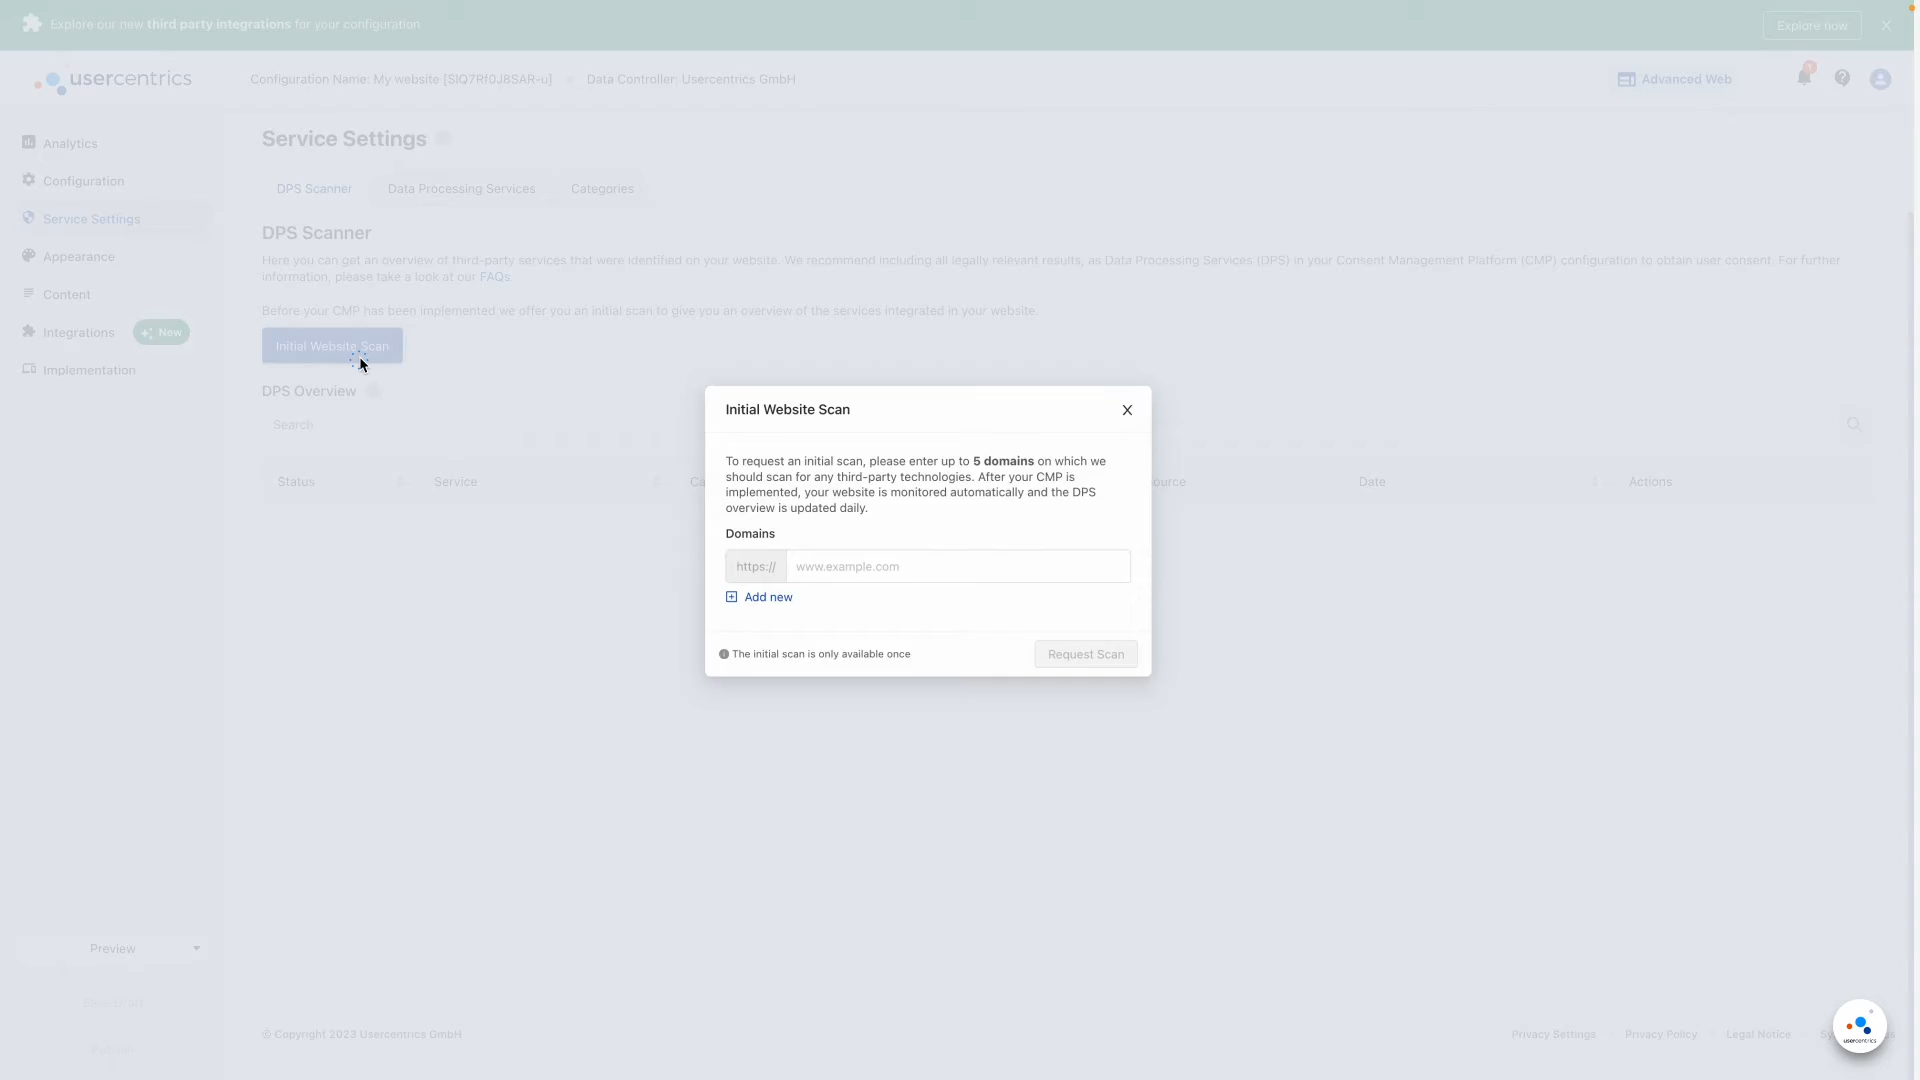 Explore our new third party integrations for your configuration
Explore now
usercentrics
Configuration Name: My website [SIQ7Rf0J8SAR-u]
Data Controller: Usercentrics GmbH
Advanced Web
1
Analytics
Configuration
Service Settings
Appearance
Content
Integrations
New
Implementation
Service Settings
DPS Scanner
Data Processing Services
Categories
DPS Scanner
Here you can get an overview of third-party services that were identified on your website. We recommend including all legally relevant results, as Data Processing Services (DPS) in your Consent Management Platform (CMP) configuration to obtain user consent. For further
information, please take a look at our FAQs.
Before your CMP has been implemented we offer you an initial scan to give you an overview of the services integrated in your website.
Initial Website Scan
DPS Overview
Search
Status
Service
Ca
ource
Date
Actions
Initial Website Scan
To request an initial scan, please enter up to 5 domains on which we
should scan for any third-party technologies. After your CMP is
implemented, your website is monitored automatically and the DPS
overview is updated daily.
Domains
https://
www.example.com
Add new
The initial scan is only available once
Request Scan
Preview
Save Draft
Publish
© Copyright 2023 Usercentrics GmbH
Privacy Settings
Privacy Policy
Legal Notice
Sy
usercentrics